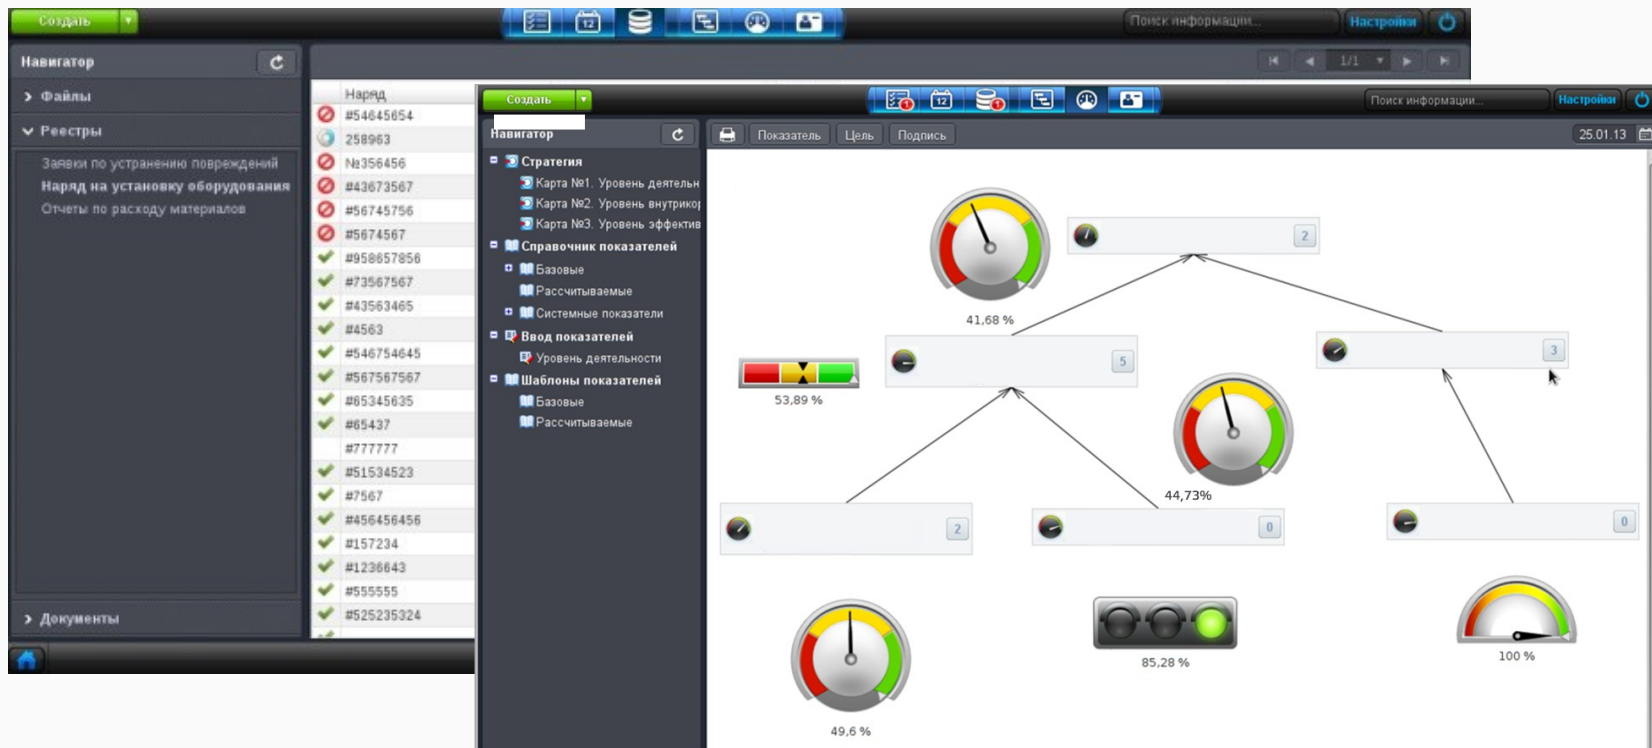 Создать
12
Поиск информации...
Настройки
Навигатор
1/1
Файлы
Реестры
Заявки по устранению повреждений
Наряд на установку оборудования
Отчеты по расходу материалов
Документы
Наряд
#54645654
258963
№356456
#43673567
#56745756
#5674567
#958657856
#73567567
#43563465
#4563
#546754645
#567567567
#65345635
#65437
#777777
#51534523
#7567
#456456456
#157234
#1236643
#555555
#525235324
Создать
1
12
1
Поиск информации...
Настройки
Навигатор
Показатель
Цель
Подпись
25.01.13
Стратегия
Карта №1. Уровень деятельн
Карта №2. Уровень внутрикор
Карта №3. Уровень эффектив
Справочник показателей
Базовые
Рассчитываемые
Системные показатели
Ввод показателей
Уровень деятельности
Шаблоны показателей
Базовые
Рассчитываемые
2
41,68 %
5
3
53,89 %
44,73%
2
0
0
49,6 %
85,28 %
100 %